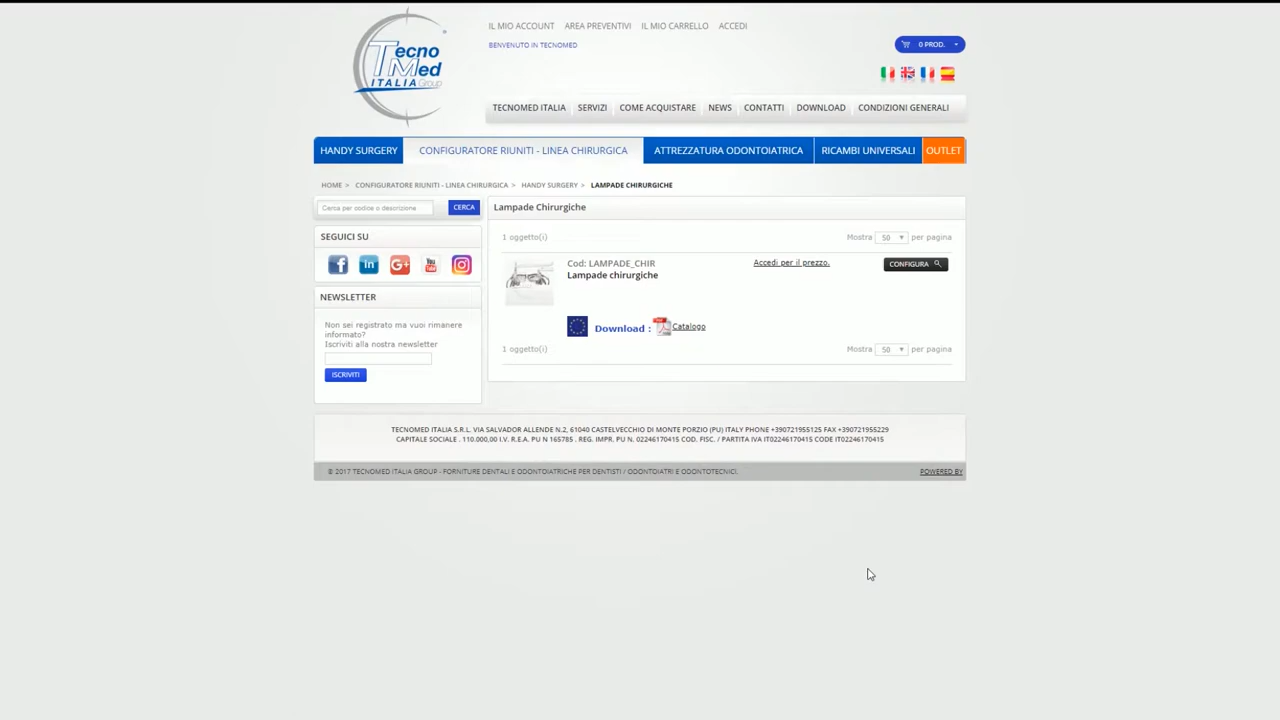 Tecno
Med
ITALIA Group
IL MIO ACCOUNT AREA PREVENTIVI IL MIO CARRELLO ACCEDI
BENVENUTO IN TECNOMED
0 PROD.
TECNOMED ITALIA SERVIZI COME ACQUISTARE NEWS CONTATTI DOWNLOAD CONDIZIONI GENERALI
HANDY SURGERY CONFIGURATORE RIUNITI - LINEA CHIRURGICA ATTREZZATURA ODONTOIATRICA RICAMBI UNIVERSALI OUTLET
HOME > CONFIGURATORE RIUNITI - LINEA CHIRURGICA > HANDY SURGERY > LAMPADE CHIRURGICHE
Cerca per codice o descrizione CERCA
SEGUICI SU
You Tube
NEWSLETTER
Non sei registrato ma vuoi rimanere
informato?
Iscriviti alla nostra newsletter
ISCRIVITI
Lampade Chirurgiche
1 oggetto(i) Mostra 50 per pagina
Cod: LAMPADE_CHIR Accedi per il prezzo. CONFIGURA
Lampade chirurgiche
Download : Catalogo
1 oggetto(i) Mostra 50 per pagina
TECNOMED ITALIA S.R.L. VIA SALVADOR ALLENDE N.2, 61040 CASTELVECCHIO DI MONTE PORZIO (PU) ITALY PHONE +390721955125 FAX +390721955229
CAPITALE SOCIALE . 110.000,00 I.V. R.E.A. PU N 165785 . REG. IMPR. PU N. 02246170415 COD. FISC. / PARTITA IVA IT02246170415 CODE IT02246170415
© 2017 TECNOMED ITALIA GROUP - FORNITURE DENTALI E ODONTOIATRICHE PER DENTISTI / ODONTOIATRI E ODONTOTECNICI. POWERED BY